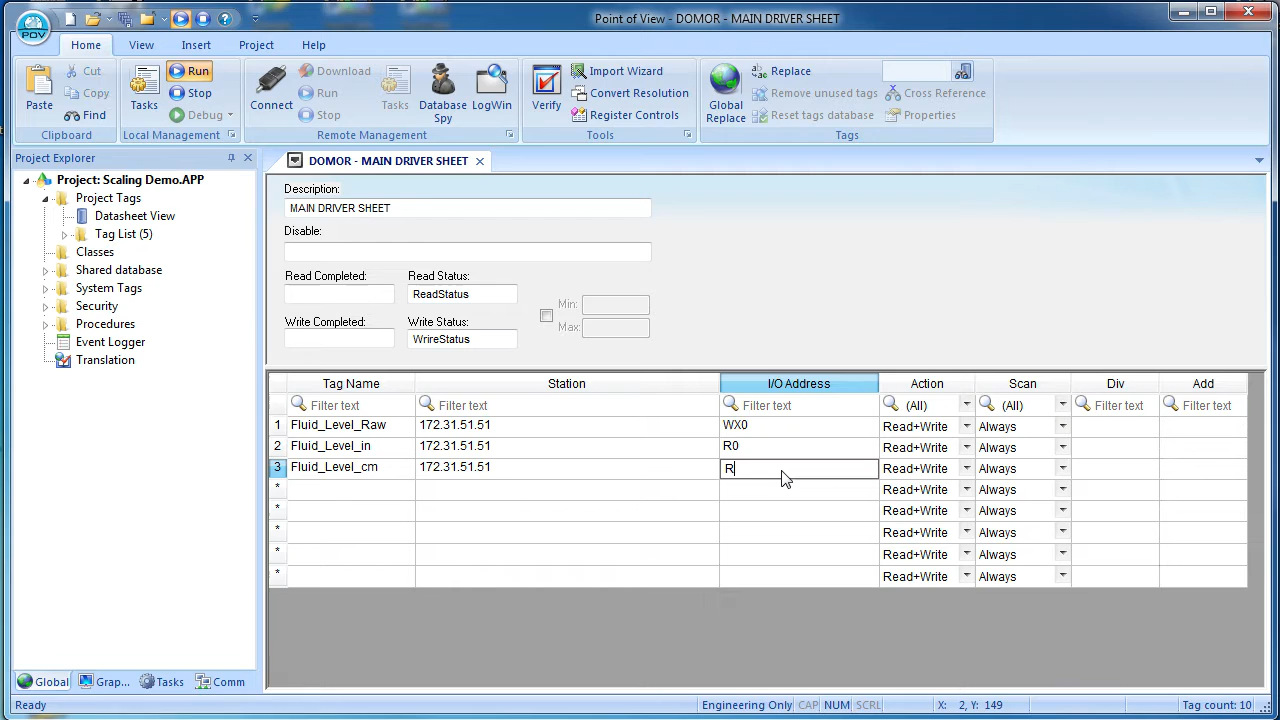 Point of View - DOMOR - MAIN DRIVER SHEET
POV
Home View Insert Project Help
Paste
Cut
Copy
Find
Clipboard
Tasks
Run
Stop
Debug
Local Management
Connect
Download
Run
Stop
Tasks
Database Spy
LogWin
Remote Management
Verify
Import Wizard
Convert Resolution
Register Controls
Tools
Global Replace
Replace
Remove unused tags
Reset tags database
Cross Reference
Properties
Tags
Project Explorer
Project: Scaling Demo.APP
Project Tags
Datasheet View
Tag List (5)
Classes
Shared database
System Tags
Security
Procedures
Event Logger
Translation
Global Grap... Tasks Comm
DOMOR - MAIN DRIVER SHEET
Description:
MAIN DRIVER SHEET
Disable:
Read Completed: Read Status:
ReadStatus
Write Completed: Write Status:
WrireStatus
Min:
Max:
Tag Name Station I/O Address Action Scan Div Add
Filter text Filter text Filter text (All) (All) Filter text Filter text
1 Fluid_Level_Raw 172.31.51.51 WX0 Read+Write Always
2 Fluid_Level_in 172.31.51.51 R0 Read+Write Always
3 Fluid_Level_cm 172.31.51.51 R Read+Write Always
* Read+Write Always
* Read+Write Always
* Read+Write Always
* Read+Write Always
* Read+Write Always
Ready Engineering Only CAP NUM SCRL X: 2, Y: 149 Tag count: 10